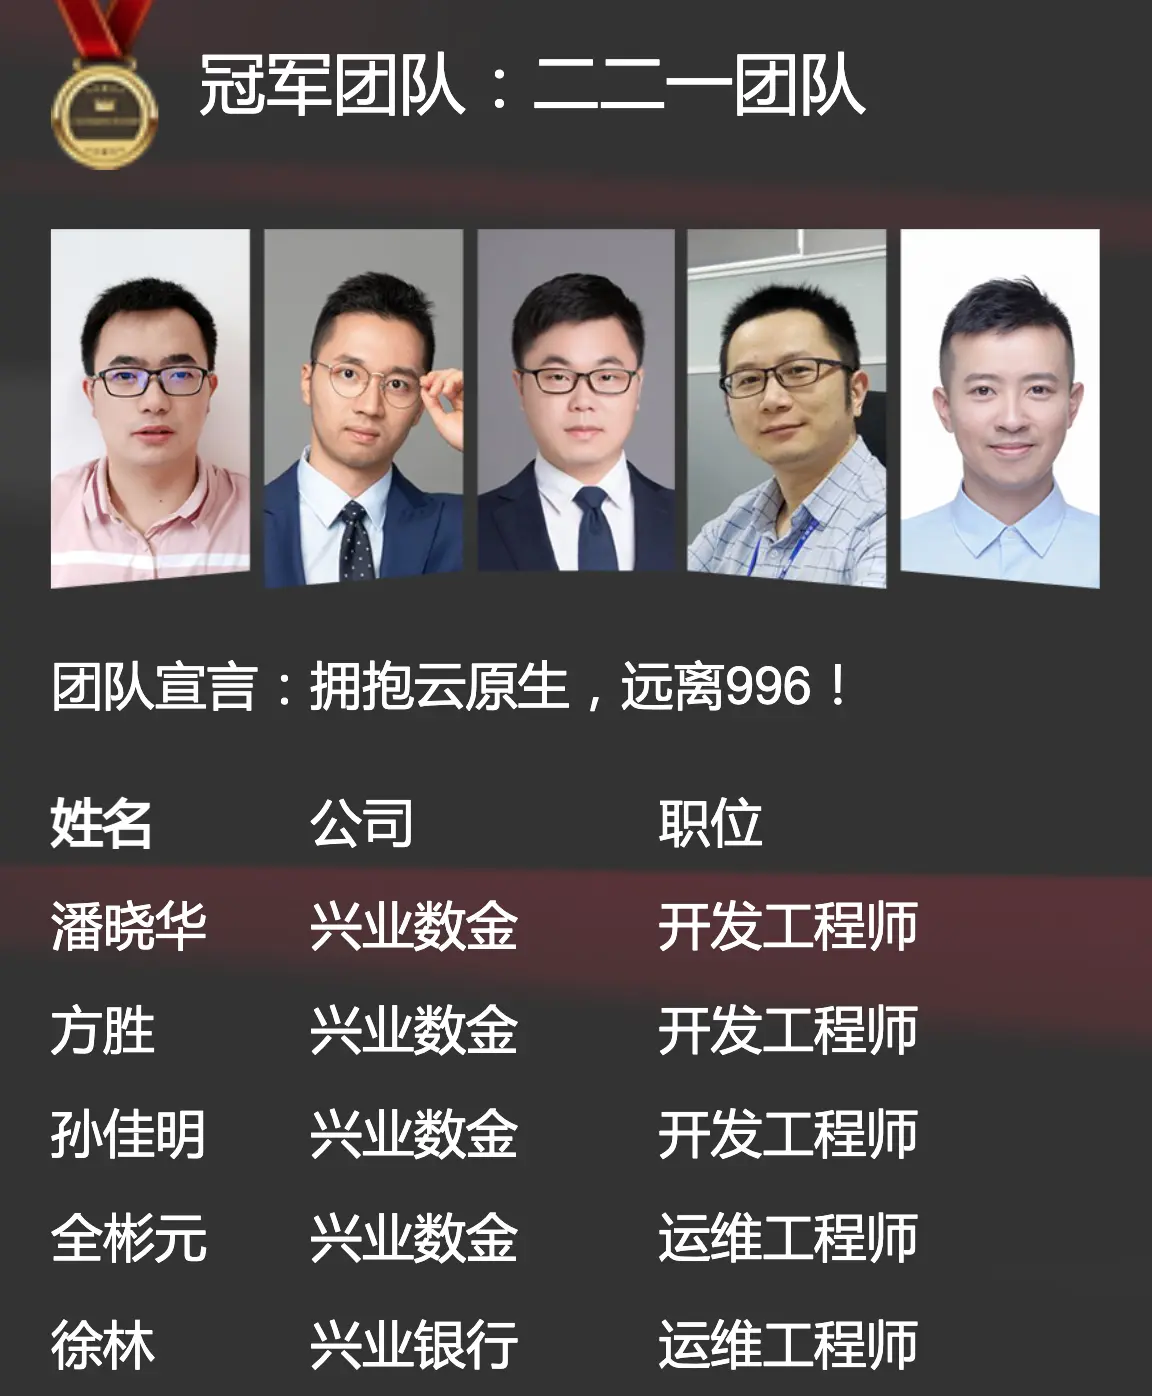 冠军团队：二二一团队
团队宣言：拥抱云原生，远离996！
姓名 公司 职位
潘晓华 兴业数金 开发工程师
方胜 兴业数金 开发工程师
孙佳明 兴业数金 开发工程师
全彬元 兴业数金 运维工程师
徐林 兴业银行 运维工程师